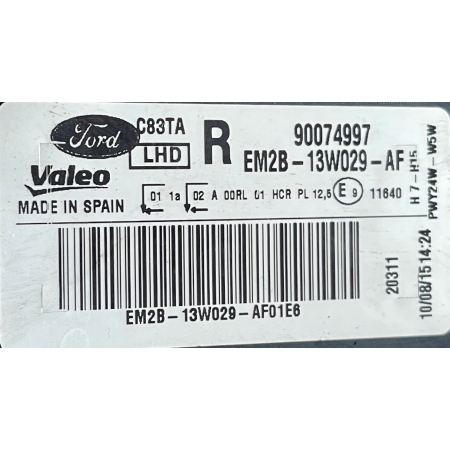 Ford
C83TA
LHD
R
90074997
EM2B-13W029-AF
Valeo
MADE IN SPAIN
01 1a 02 A 00RL 01 HCR PL 12,5 E9 11640
H7-H15
PWY24W-W5W
EM2B-13W029-AF01E6
20311
10/08/15 14:24